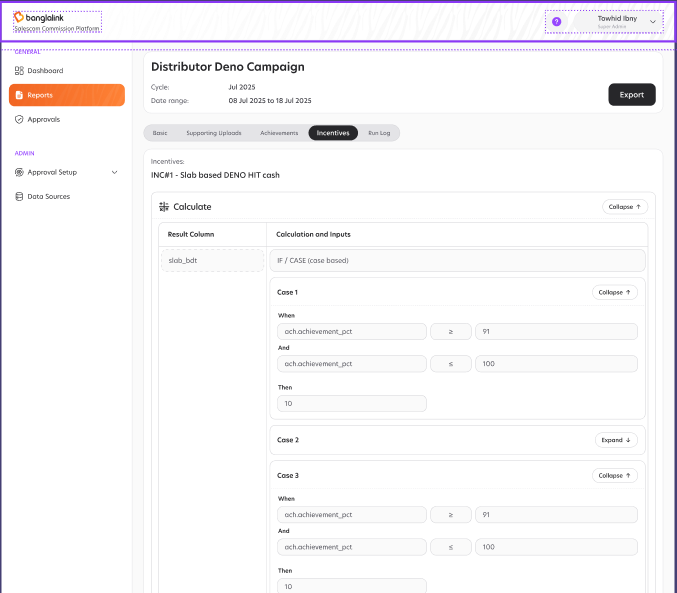 banglalink
Salescom Commission Platform
?
Towhid Ibny
Super Admin
GENERAL
Dashboard
Reports
Approvals
ADMIN
Approval Setup
Data Sources
Distributor Deno Campaign
Cycle: Jul 2025
Date range: 08 Jul 2025 to 18 Jul 2025
Export
Basic Supporting Uploads Achievements Incentives Run Log
Incentives:
INC#1 - Slab based DENO HIT cash
Calculate
Collapse ↑
Result Column Calculation and Inputs
slab_bdt IF / CASE (case based)
Case 1 Collapse ↑
When
ach.achievement_pct ≥ 91
And
ach.achievement_pct ≤ 100
Then
10
Case 2 Expand ↓
Case 3 Collapse ↑
When
ach.achievement_pct ≥ 91
And
ach.achievement_pct ≤ 100
Then
10